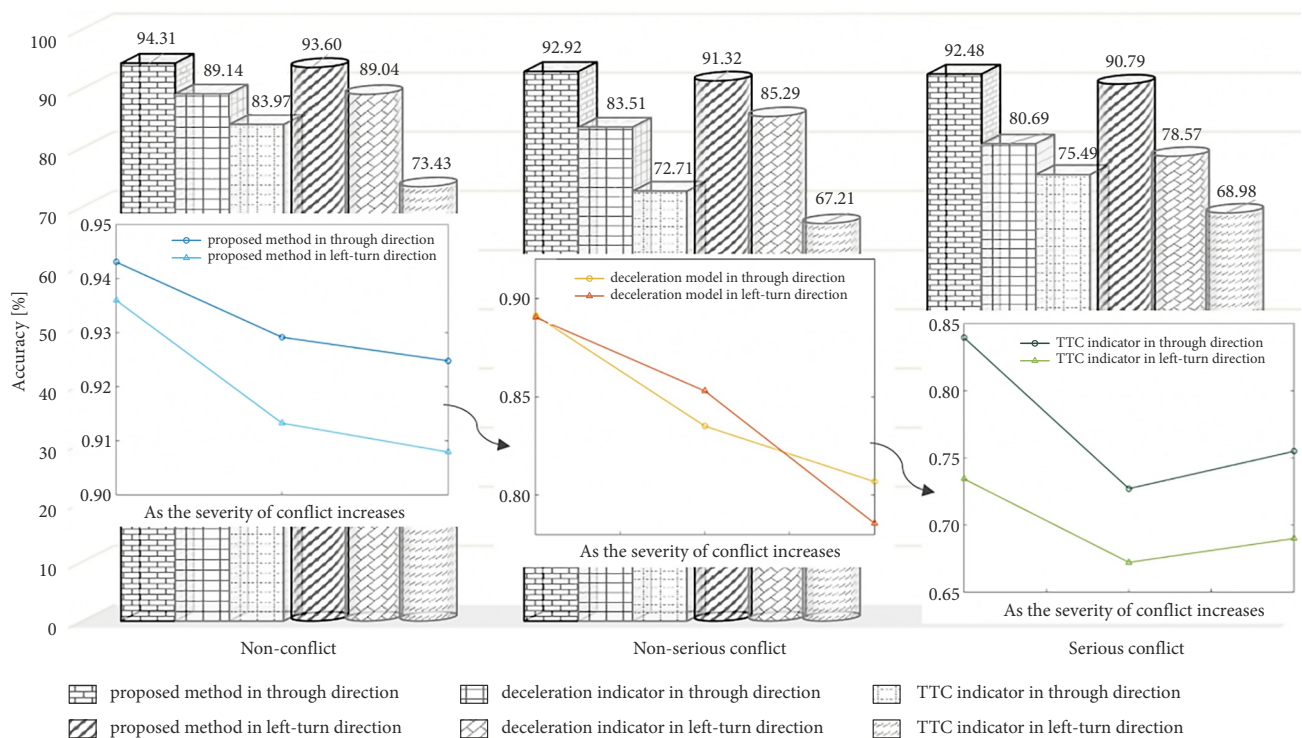 Accuracy [%]
100
90
80
70
60
50
40
30
20
10
0
94.31
89.14
83.97
93.60
89.04
73.43
92.92
83.51
72.71
91.32
85.29
67.21
92.48
80.69
75.49
90.79
78.57
68.98
0.95
0.94
0.93
0.92
0.91
0.90
proposed method in through direction
proposed method in left-turn direction
As the severity of conflict increases
0.90
0.85
0.80
deceleration model in through direction
deceleration model in left-turn direction
As the severity of conflict increases
0.85
0.80
0.75
0.70
0.65
TTC indicator in through direction
TTC indicator in left-turn direction
As the severity of conflict increases
Non-conflict
Non-serious conflict
Serious conflict
proposed method in through direction
deceleration indicator in through direction
TTC indicator in through direction
proposed method in left-turn direction
deceleration indicator in left-turn direction
TTC indicator in left-turn direction